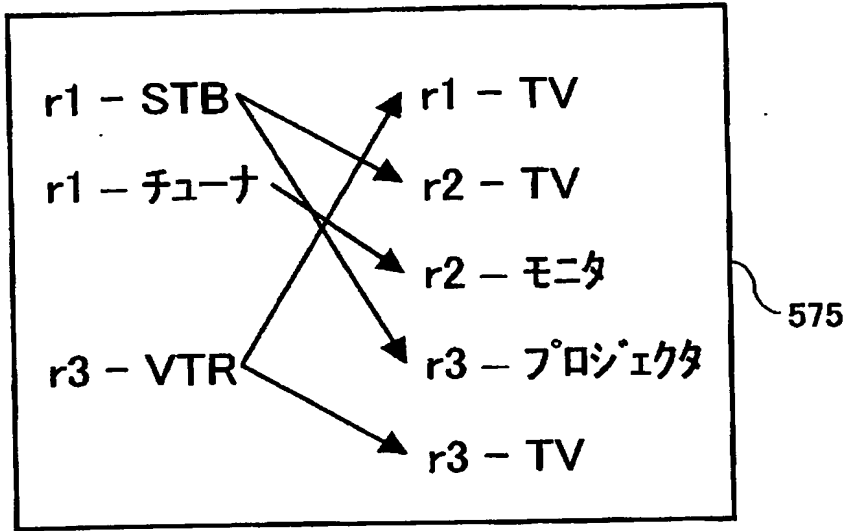 r1 − STB
r1 − チューナ
r3 − VTR
r1 − TV
r2 − TV
r2 − モニタ
r3 − プロジェクタ
r3 − TV
575